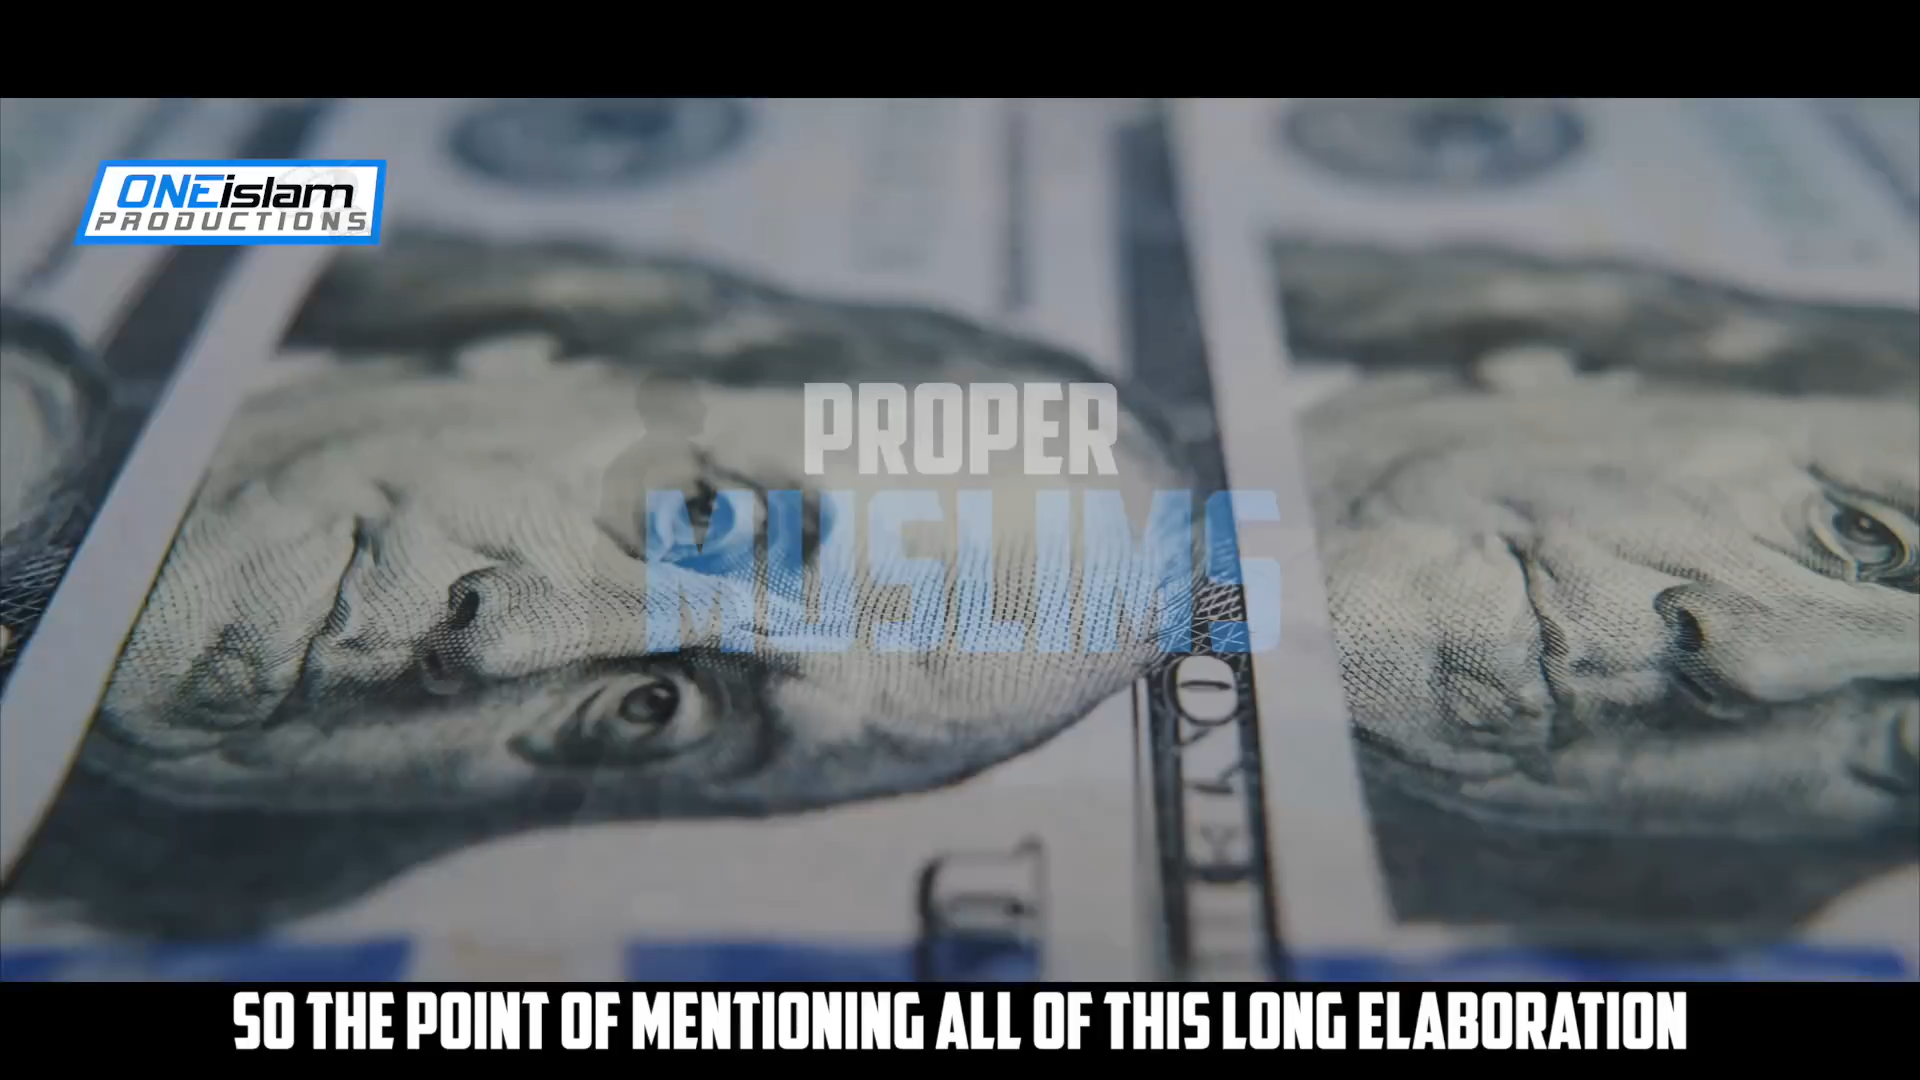 ONEislam
PRODUCTIONS
PROPER
MUSLIMS
SO THE POINT OF MENTIONING ALL OF THIS LONG ELABORATION